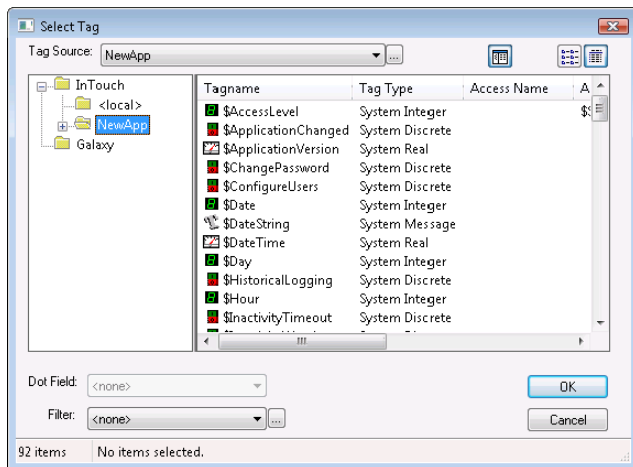 Select Tag
Tag Source: NewApp ...
InTouch
<local>
NewApp
Galaxy
Tagname Tag Type Access Name A
$AccessLevel System Integer $S
$ApplicationChanged System Discrete
$ApplicationVersion System Real
$ChangePassword System Discrete
$ConfigureUsers System Discrete
$Date System Integer
$DateString System Message
$DateTime System Real
$Day System Integer
$HistoricalLogging System Discrete
$Hour System Integer
$InactivityTimeout System Discrete
Dot Field: <none>
OK
Filter: <none> ...
Cancel
92 items No items selected.